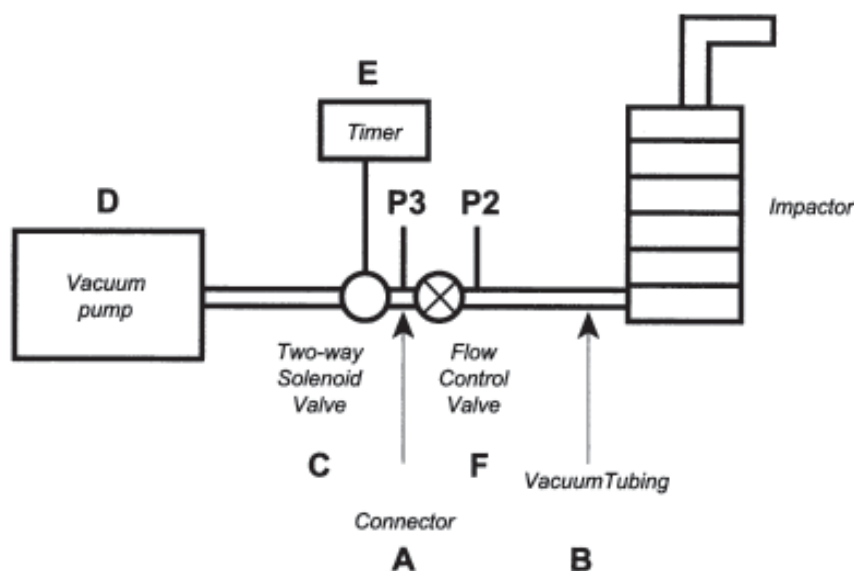 E
Timer
D
P3
P2
Impactor
Vacuum
pump
Two-way
Solenoid
Valve
Flow
Control
Valve
C
F
VacuumTubing
Connector
A
B